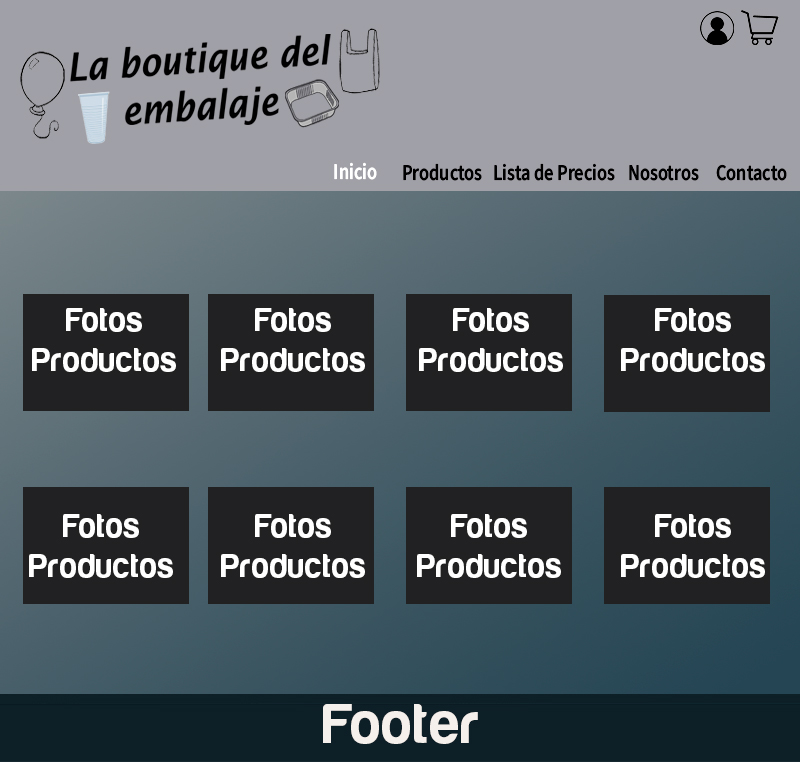 La boutique del
embalaje
Inicio Productos Lista de Precios Nosotros Contacto
Fotos
Productos
Fotos
Productos
Fotos
Productos
Fotos
Productos
Fotos
Productos
Fotos
Productos
Fotos
Productos
Fotos
Productos
Footer